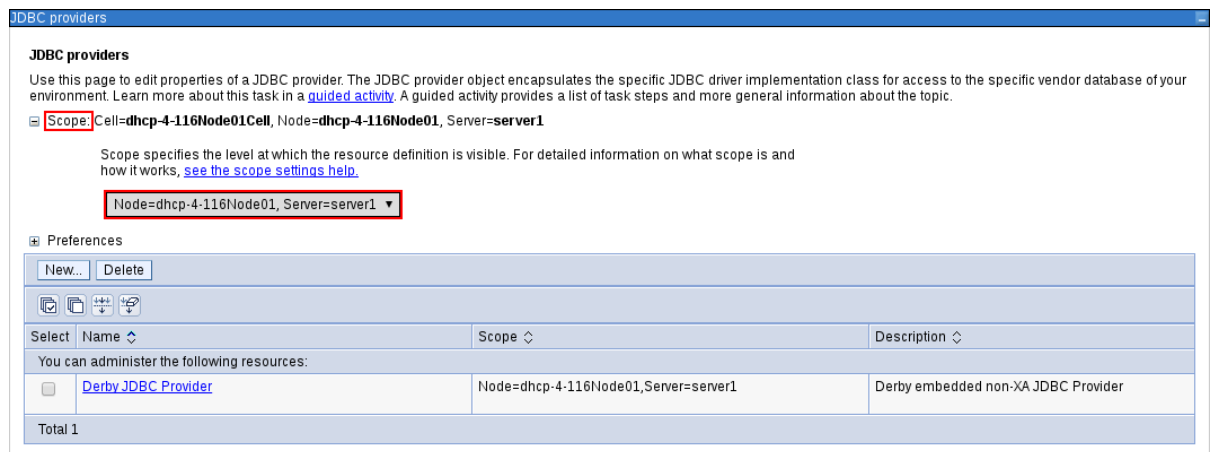 JDBC providers
JDBC providers
Use this page to edit properties of a JDBC provider. The JDBC provider object encapsulates the specific JDBC driver implementation class for access to the specific vendor database of your
environment. Learn more about this task in a guided activity. A guided activity provides a list of task steps and more general information about the topic.
Scope: Cell=dhcp-4-116Node01Cell, Node=dhcp-4-116Node01, Server=server1
Scope specifies the level at which the resource definition is visible. For detailed information on what scope is and
how it works, see the scope settings help.
Node=dhcp-4-116Node01, Server=server1
Preferences
New... Delete
Select Name Scope Description
You can administer the following resources:
Derby JDBC Provider Node=dhcp-4-116Node01,Server=server1 Derby embedded non-XA JDBC Provider
Total 1